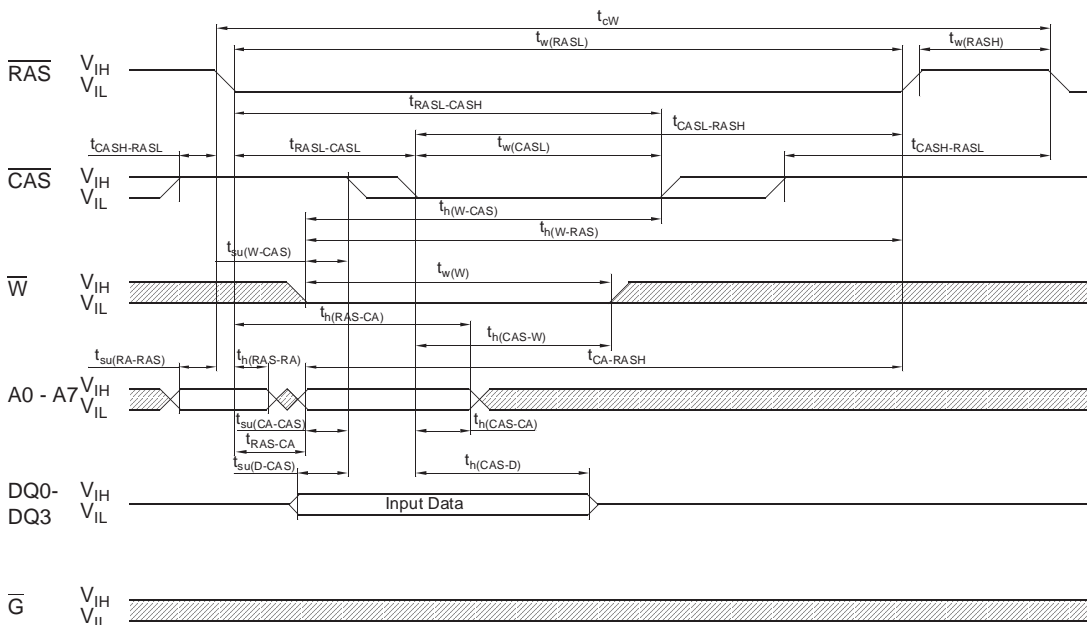 tcW
tw(RASL)
tw(RASH)
RAS VIH
VIL
tRASL-CASH
tCASL-RASH
tCASH-RASL
tRASL-CASL
tw(CASL)
tCASH-RASL
CAS VIH
VIL
th(W-CAS)
th(W-RAS)
tsu(W-CAS)
tw(W)
W VIH
VIL
th(RAS-CA)
th(CAS-W)
tsu(RA-RAS)
th(RAS-RA)
tCA-RASH
A0 - A7 VIH
VIL
tsu(CA-CAS)
th(CAS-CA)
tRAS-CA
tsu(D-CAS)
th(CAS-D)
DQ0-
DQ3
VIH
VIL
Input Data
G VIH
VIL